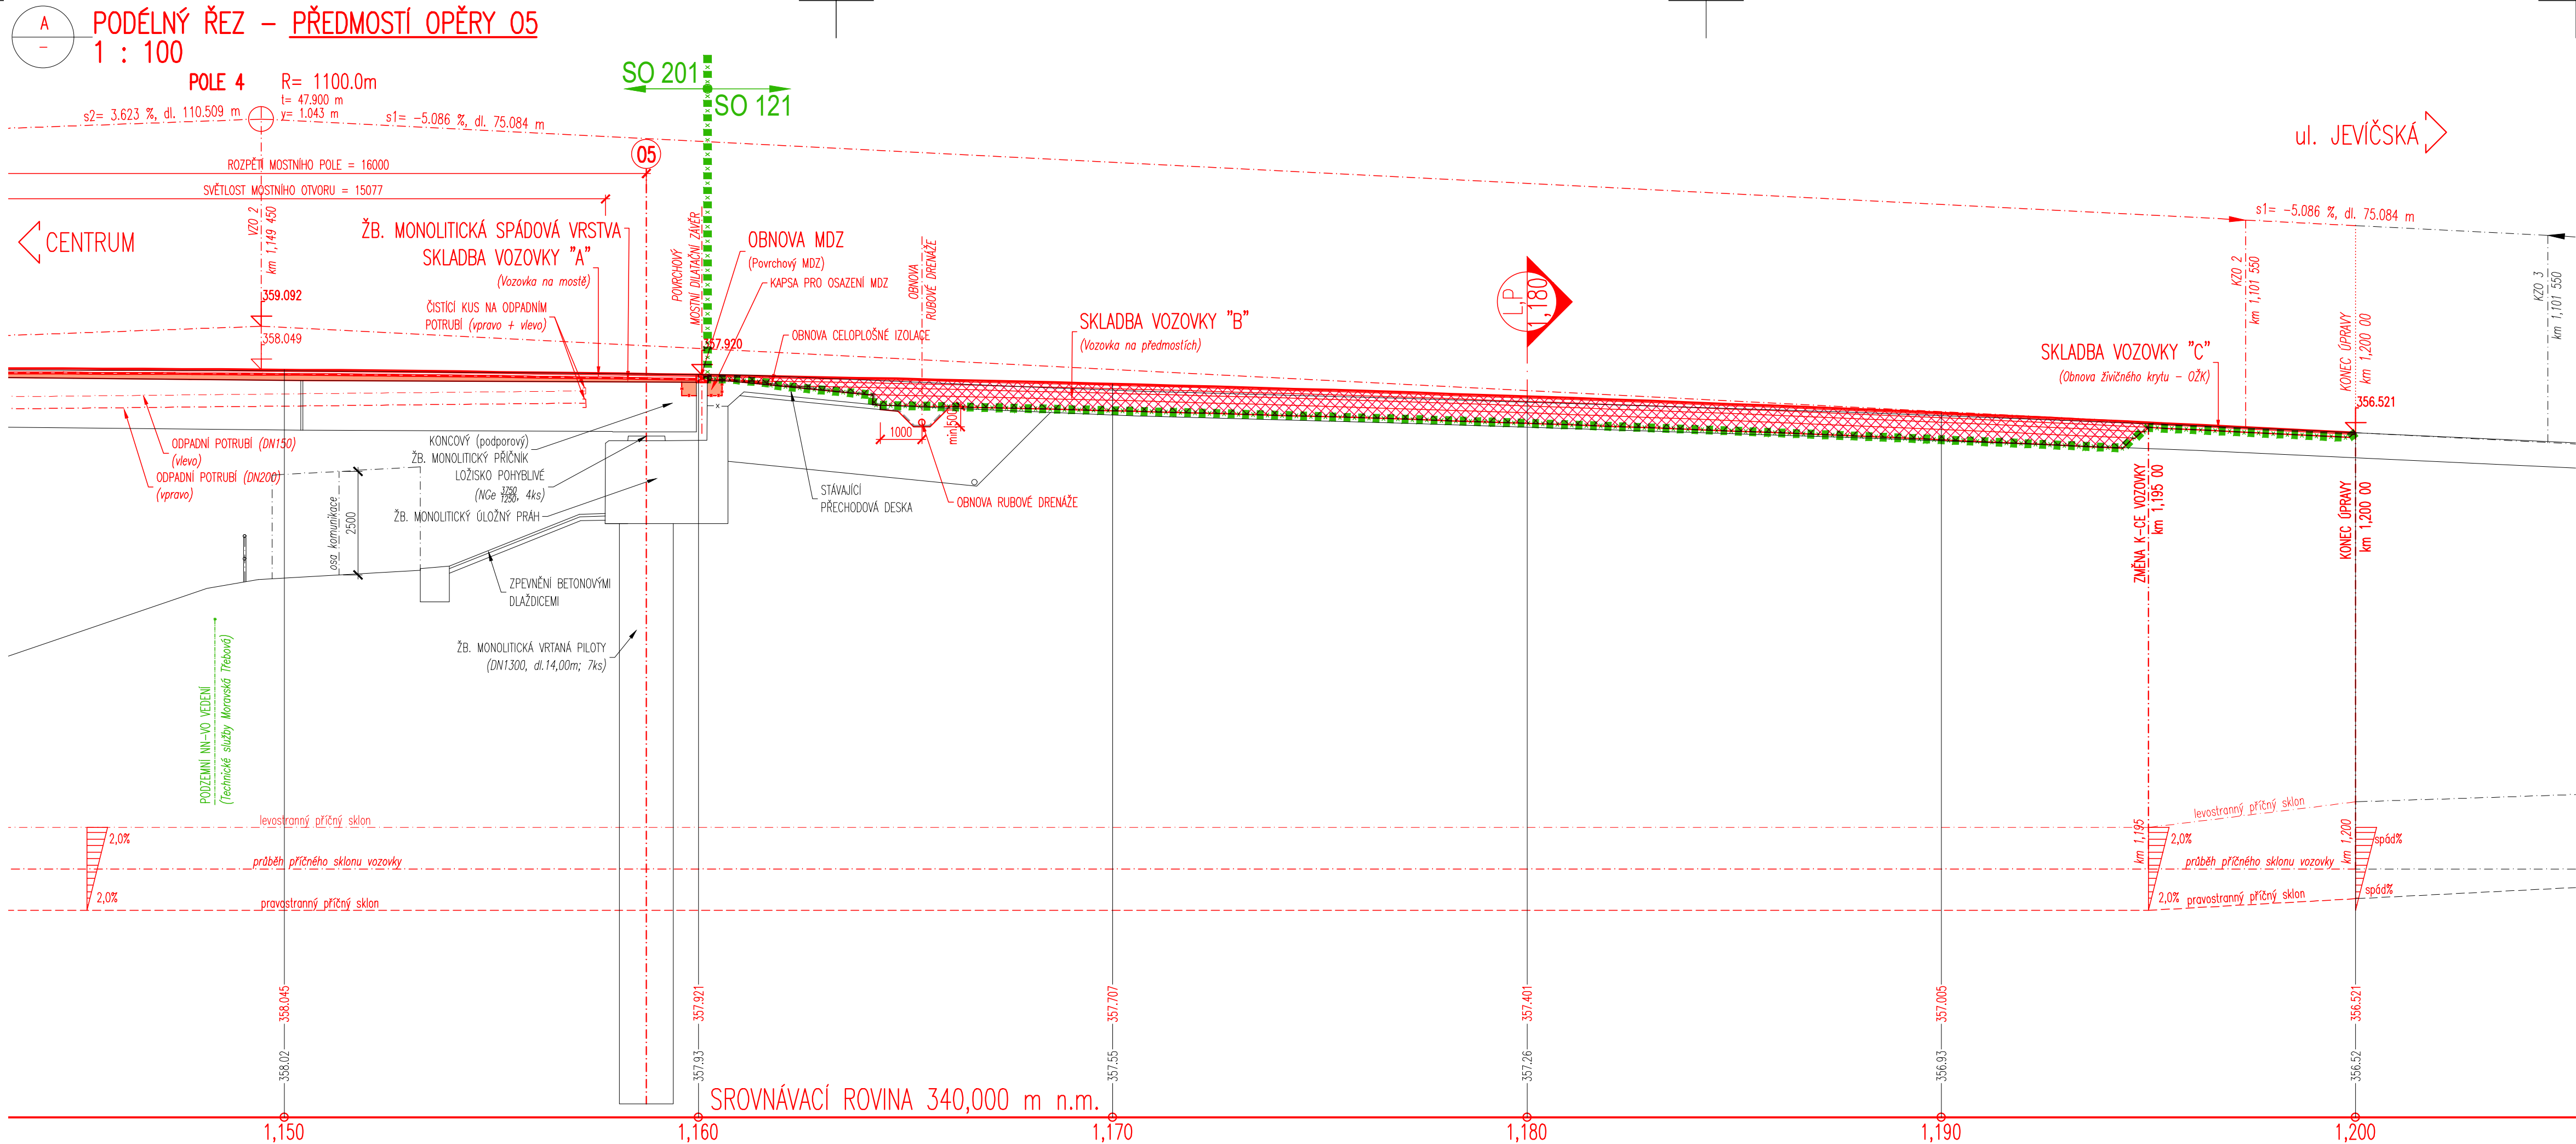 A
-
PODÉLNÝ ŘEZ - PŘEDMOSTÍ OPĚRY O5
1 : 100
POLE 4
R= 1100.0m
t= 47.900 m
y= 1.043 m
s2= 3.623 %, dl. 110.509 m
s1= -5.086 %, dl. 75.084 m
SO 201
SO 121
O5
ul. JEVÍČSKÁ
ROZPĚTÍ MOSTNÍHO POLE = 16000
SVĚTLOST MOSTNÍHO OTVORU = 15077
CENTRUM
VZO 2
km 1,149 450
359.092
358.049
ŽB. MONOLITICKÁ SPÁDOVÁ VRSTVA
SKLADBA VOZOVKY "A"
(Vozovka na mostě)
ČISTÍCÍ KUS NA ODPADNÍM
POTRUBÍ (vpravo + vlevo)
POVRCHOVÝ
MOSTNÍ DILATAČNÍ ZÁVĚR
OBNOVA MDZ
(Povrchový MDZ)
KAPSA PRO OSAZENÍ MDZ
357.920
OBNOVA CELOPLOŠNÉ IZOLACE
OBNOVA
RUBOVÉ DRENÁŽE
SKLADBA VOZOVKY "B"
(Vozovka na předmostích)
L,P
1,180
SKLADBA VOZOVKY "C"
(Obnova živičného krytu - OŽK)
s1= -5.086 %, dl. 75.084 m
KZO 2
km 1,101 550
KONEC ÚPRAVY
km 1,200 00
356.521
KZO 3
km 1,101 550
ODPADNÍ POTRUBÍ (DN150)
(vlevo)
ODPADNÍ POTRUBÍ (DN200)
(vpravo)
KONCOVÝ (podporový)
ŽB. MONOLITICKÝ PŘÍČNÍK
LOŽISKO POHYBLIVÉ
(NGe 3750/1250, 4ks)
ŽB. MONOLITICKÝ ÚLOŽNÝ PRÁH
1000
min.500
STÁVAJÍCÍ
PŘECHODOVÁ DESKA
OBNOVA RUBOVÉ DRENÁŽE
osa komunikace
2500
ZPEVNĚNÍ BETONOVÝMI
DLAŽDICEMI
ŽB. MONOLITICKÁ VRTANÁ PILOTY
(DN1300, dl.14,00m; 7ks)
PODZEMNÍ NN-VO VEDENÍ
(Technické služby Moravská Třebová)
ZMĚNA K-CE VOZOVKY
km 1,195 00
KONEC ÚPRAVY
km 1,200 00
levostranný příčný sklon
levostranný příčný sklon
2,0%
km 1,195
2,0%
km 1,200
spád%
průběh příčného sklonu vozovky
průběh příčného sklonu vozovky
2,0%
pravostranný příčný sklon
2,0%
pravostranný příčný sklon
spád%
358.045
357.921
357.707
357.401
357.005
356.521
358.02
357.93
357.55
357.26
356.93
356.52
SROVNÁVACÍ ROVINA 340,000 m n.m.
1,150
1,160
1,170
1,180
1,190
1,200